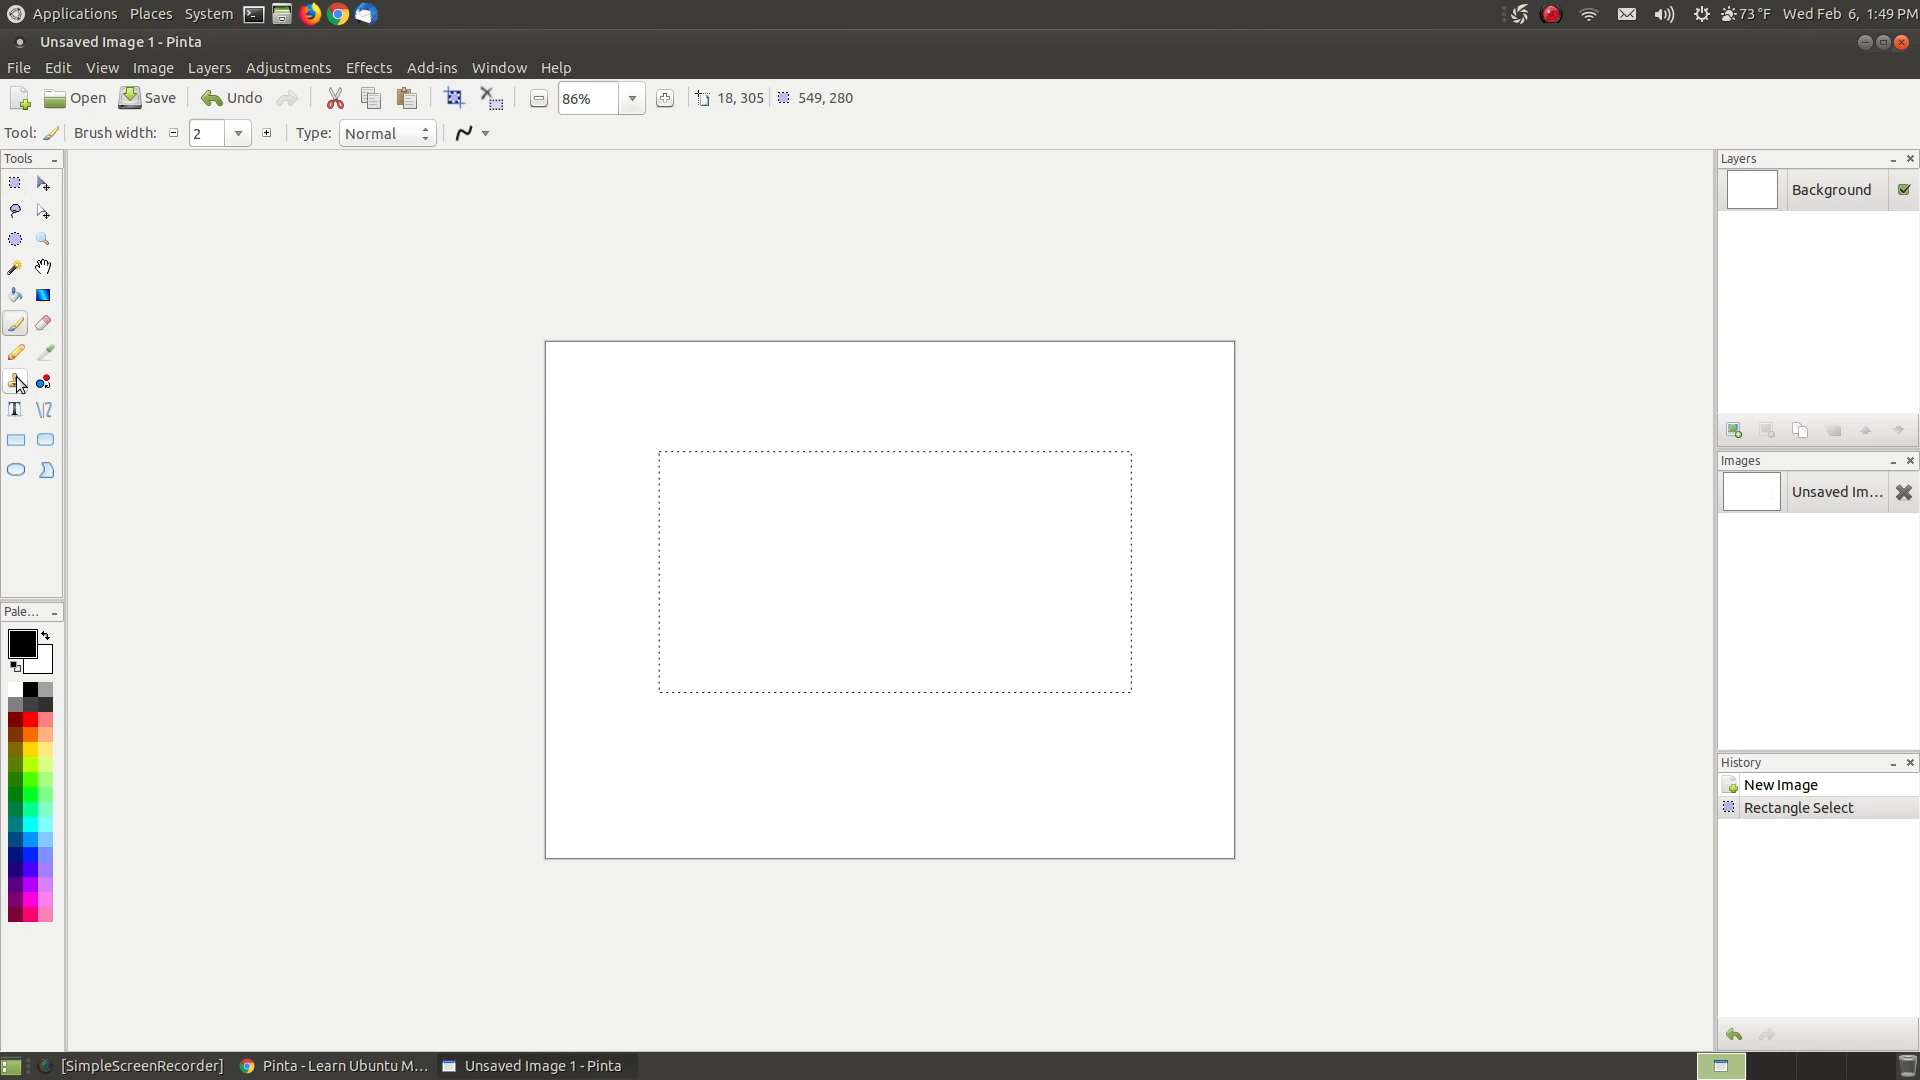 Applications Places System 73 °F Wed Feb 6, 1:49 PM
Unsaved Image 1 - Pinta
File Edit View Image Layers Adjustments Effects Add-ins Window Help
Open Save Undo 86% 18, 305 549, 280
Tool: Brush width: 2 Type: Normal
Tools
Layers
Background
Images
Unsaved Im...
Pale...
History
New Image
Rectangle Select
[SimpleScreenRecorder] Pinta - Learn Ubuntu M... Unsaved Image 1 - Pinta